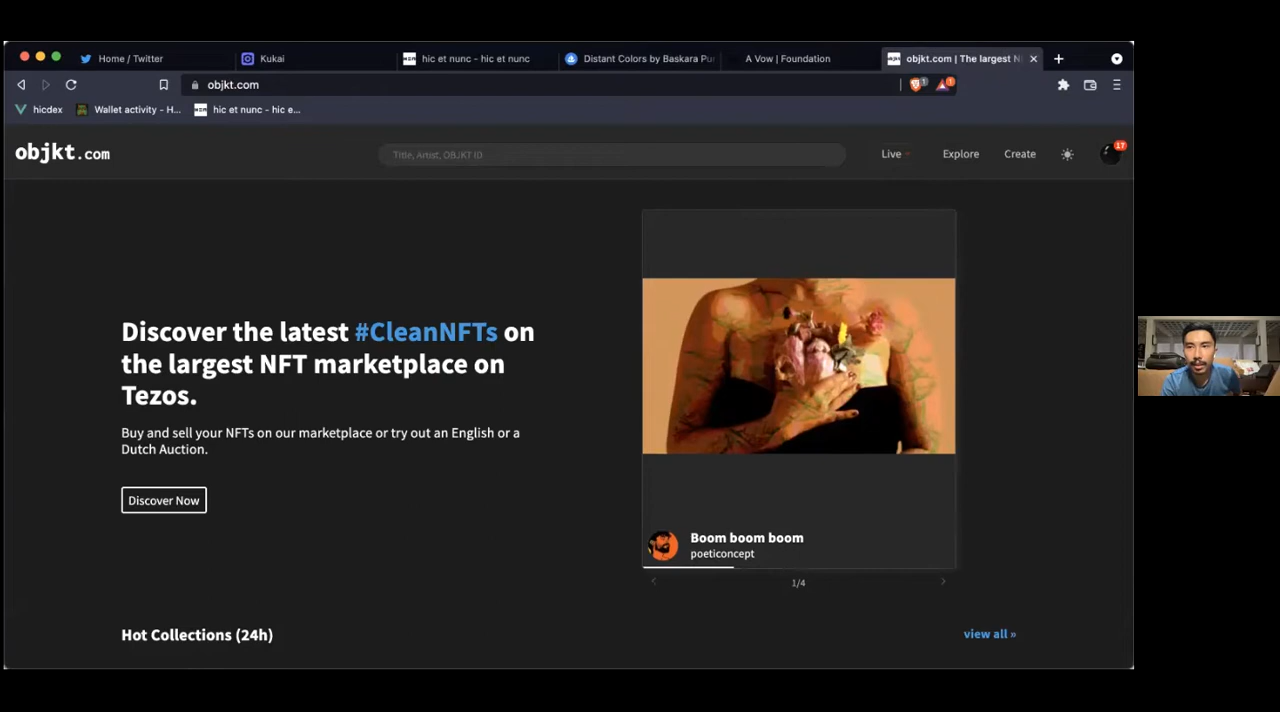 Home / Twitter
Kukai
hic et nunc - hic et nunc
Distant Colors by Baskara Pu
A Vow | Foundation
objkt.com | The largest N
objkt.com
1
1
hicdex
Wallet activity - H...
hic et nunc - hic e...
objkt.com
Title, Artist, OBJKT ID
Live
Explore
Create
17
Discover the latest #CleanNFTs on
the largest NFT marketplace on
Tezos.
Buy and sell your NFTs on our marketplace or try out an English or a
Dutch Auction.
Discover Now
Boom boom boom
poeticoncept
1/4
Hot Collections (24h)
view all »